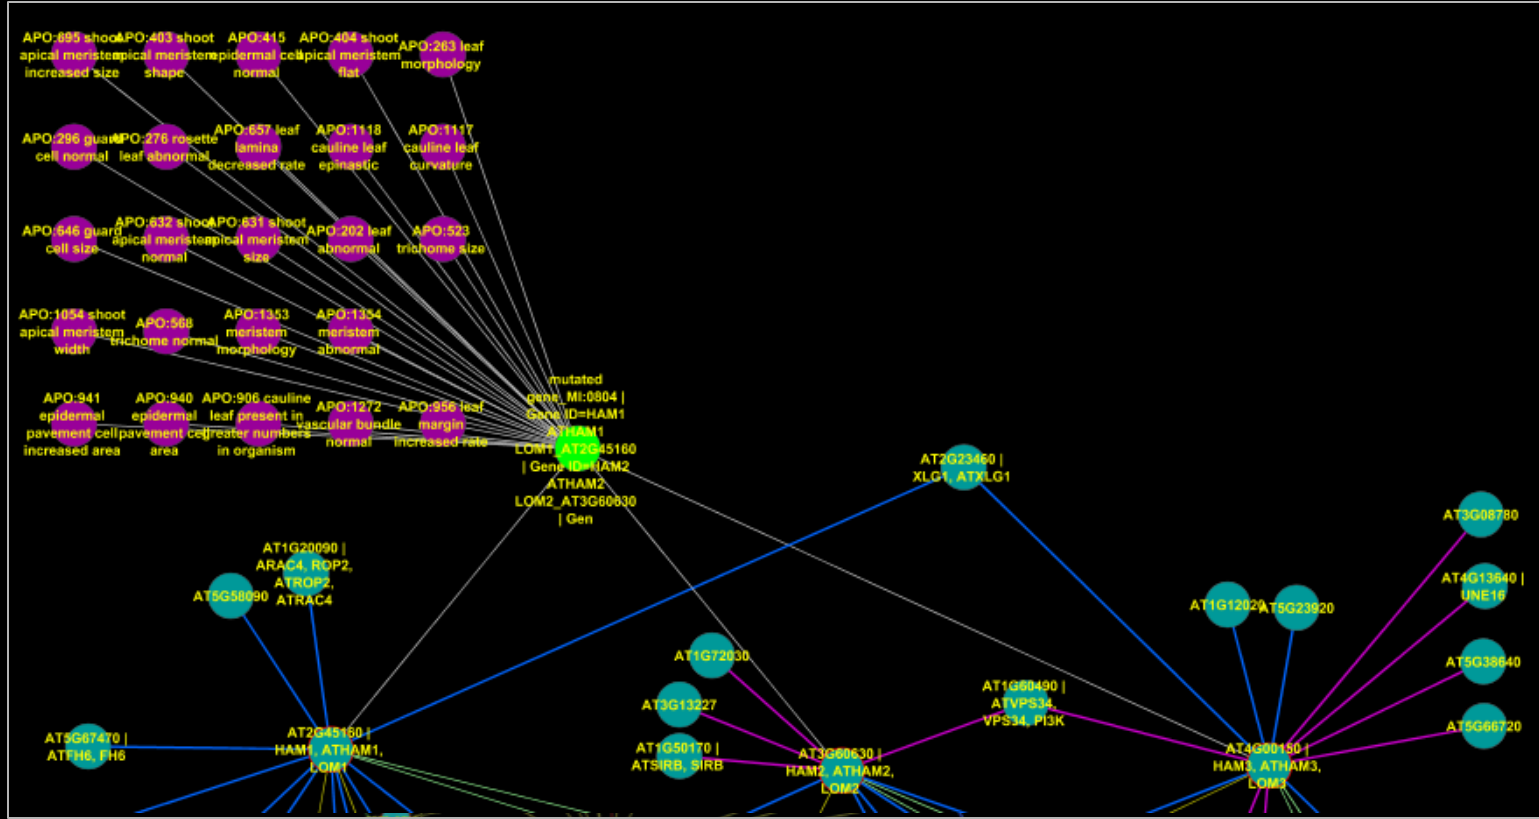 APO:695 shoot
apical meristem
increased size
APO:403 shoot
apical meristem
shape
APO:415
epidermal cell
normal
APO:404 shoot
apical meristem
flat
APO:263 leaf
morphology
APO:296 guard
cell normal
APO:276 rosette
leaf abnormal
APO:657 leaf
lamina
decreased rate
APO:1118
cauline leaf
epinastic
APO:1117
cauline leaf
curvature
APO:646 guard
cell size
APO:632 shoot
apical meristem
normal
APO:631 shoot
apical meristem
size
APO:202 leaf
abnormal
APO:523
trichome size
APO:1054 shoot
apical meristem
width
APO:568
trichome normal
APO:1353
meristem
morphology
APO:1354
meristem
abnormal
APO:941
epidermal
pavement cell
increased area
APO:940
epidermal
pavement cell
area
APO:906 cauline
leaf present in
greater numbers
in organism
APO:1272
vascular bundle
normal
APO:956 leaf
margin
increased rate
mutated
gene_MI:0804 |
Gene ID=HAM1
ATHAM1
LOM1_AT2G45160
| Gene ID=HAM2
ATHAM2
LOM2_AT3G60630
| Gen
AT2G23460 |
XLG1, ATXLG1
AT3G08780
AT1G20090 |
ARAC4, ROP2,
ATROP2,
ATRAC4
AT5G58090
AT4G13640 |
UNE16
AT1G12020
AT5G23920
AT1G72030
AT5G38640
AT3G13227
AT1G60490 |
ATVPS34,
VPS34, PI3K
AT5G66720
AT5G67470 |
ATFH6, FH6
AT2G45160 |
HAM1, ATHAM1,
LOM1
AT1G50170 |
ATSIRB, SIRB
AT3G60630 |
HAM2, ATHAM2,
LOM2
AT4G00150 |
HAM3, ATHAM3,
LOM3